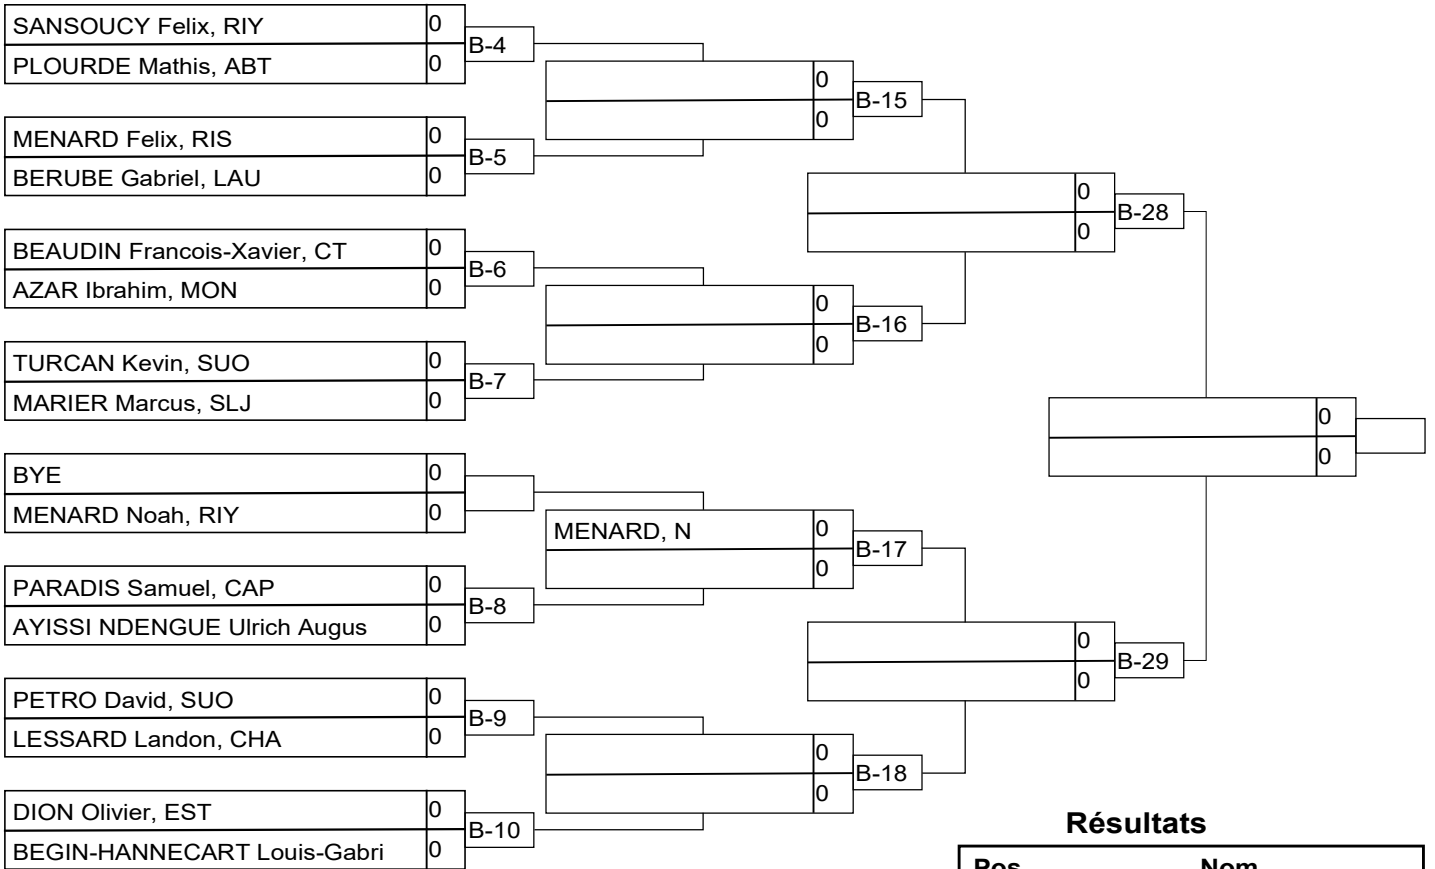 SANSOUCY Felix, RIY 0
B-4
PLOURDE Mathis, ABT 0
0
B-15
0
MENARD Felix, RIS 0
B-5
BERUBE Gabriel, LAU 0
0
B-28
0
BEAUDIN Francois-Xavier, CT 0
B-6
AZAR Ibrahim, MON 0
0
B-16
0
TURCAN Kevin, SUO 0
B-7
MARIER Marcus, SLJ 0
0
0
BYE 0
MENARD Noah, RIY 0
MENARD, N 0
B-17
0
PARADIS Samuel, CAP 0
B-8
AYISSI NDENGUE Ulrich Augus 0
0
B-29
0
PETRO David, SUO 0
B-9
LESSARD Landon, CHA 0
0
B-18
0
DION Olivier, EST 0
B-10
BEGIN-HANNECART Louis-Gabri 0
Résultats
Pos Nom